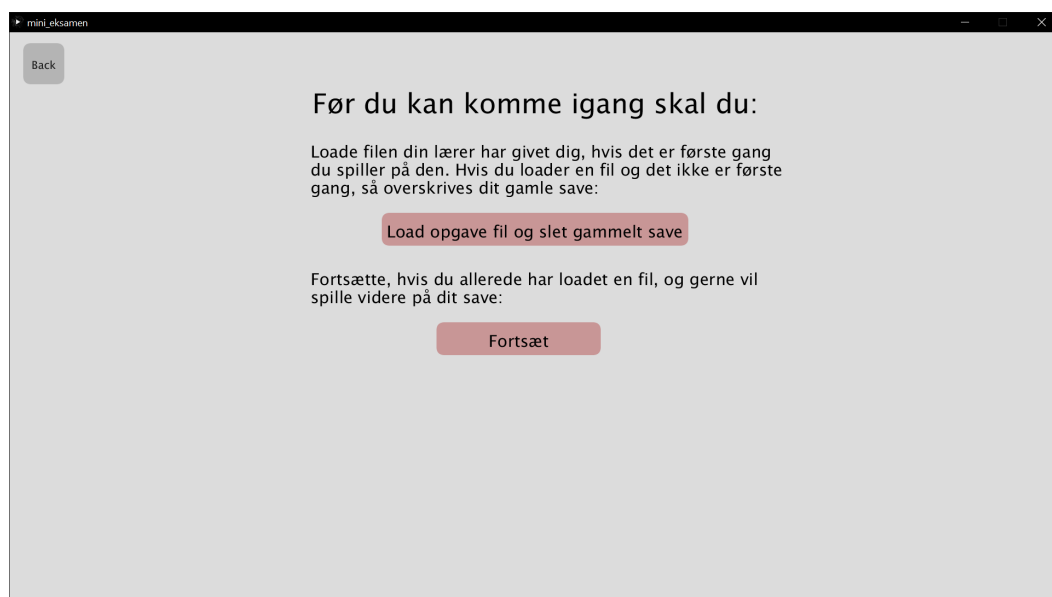 mini_eksamen
Back
Før du kan komme igang skal du:
Loade filen din lærer har givet dig, hvis det er første gang
du spiller på den. Hvis du loader en fil og det ikke er første
gang, så overskrives dit gamle save:
Load opgave fil og slet gammelt save
Fortsætte, hvis du allerede har loadet en fil, og gerne vil
spille videre på dit save:
Fortsæt